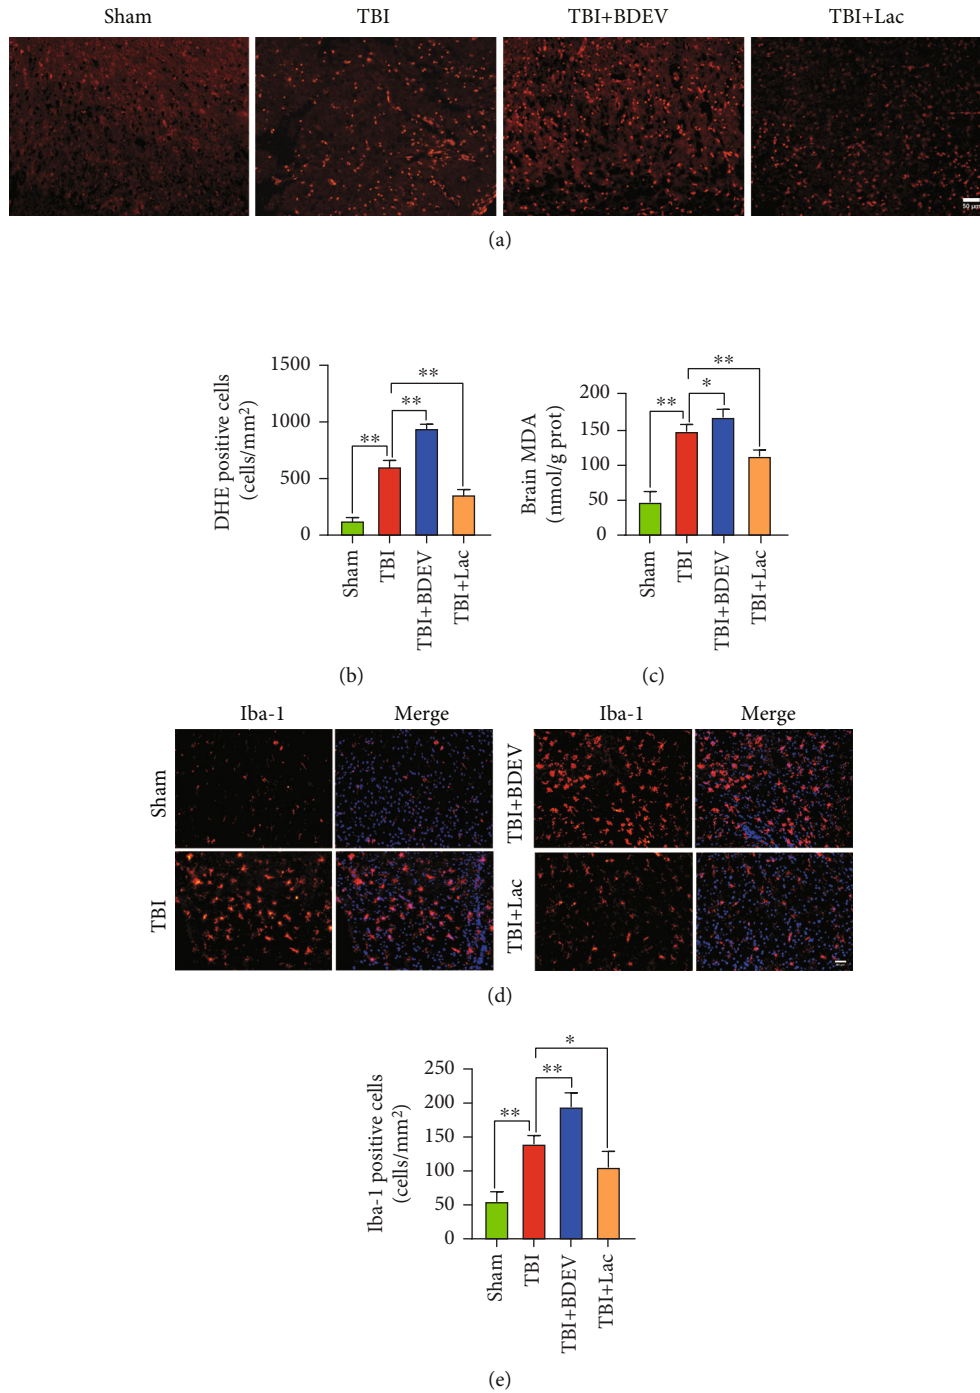 Sham TBI TBI+BDEV TBI+Lac
50 μm
(a)
DHE positive cells
(cells/mm²)
1500
1000
500
0
**
**
**
Sham
TBI
TBI+BDEV
TBI+Lac
(b)
Brain MDA
(nmol/g prot)
200
150
100
50
0
**
*
**
Sham
TBI
TBI+BDEV
TBI+Lac
(c)
Iba-1 Merge Iba-1 Merge
Sham
TBI+BDEV
TBI
TBI+Lac
(d)
Iba-1 positive cells
(cells/mm²)
250
200
150
100
50
0
*
**
**
Sham
TBI
TBI+BDEV
TBI+Lac
(e)